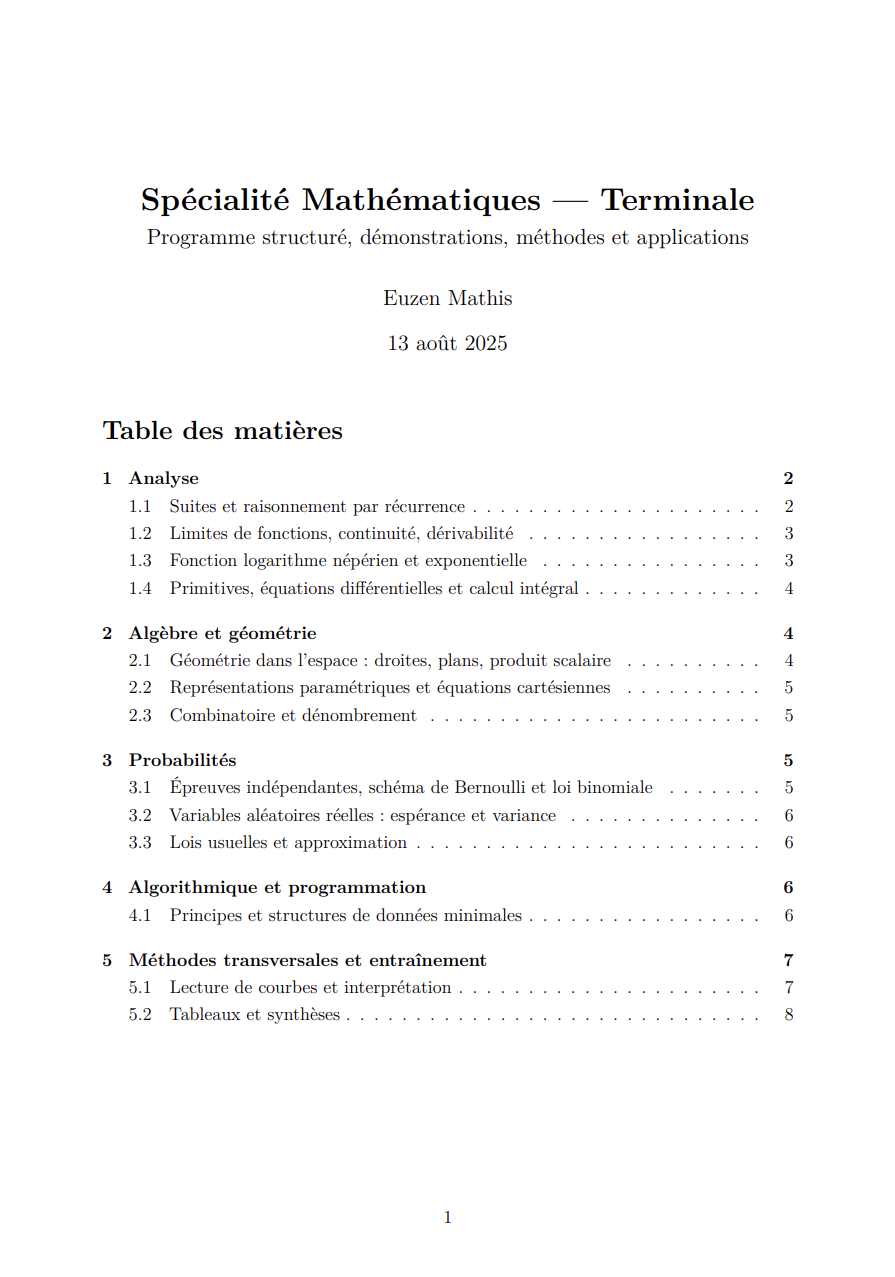 Spécialité Mathématiques — Terminale
Programme structuré, démonstrations, méthodes et applications
Euzen Mathis
13 août 2025
Table des matières
1 Analyse 2
1.1 Suites et raisonnement par récurrence . . . . . . . . . . . . . . . . . . . . . 2
1.2 Limites de fonctions, continuité, dérivabilité . . . . . . . . . . . . . . . . . 3
1.3 Fonction logarithme népérien et exponentielle . . . . . . . . . . . . . . . . 3
1.4 Primitives, équations différentielles et calcul intégral . . . . . . . . . . . . . 4
2 Algèbre et géométrie 4
2.1 Géométrie dans l'espace : droites, plans, produit scalaire . . . . . . . . . . 4
2.2 Représentations paramétriques et équations cartésiennes . . . . . . . . . . 5
2.3 Combinatoire et dénombrement . . . . . . . . . . . . . . . . . . . . . . . . 5
3 Probabilités 5
3.1 Épreuves indépendantes, schéma de Bernoulli et loi binomiale . . . . . . . 5
3.2 Variables aléatoires réelles : espérance et variance . . . . . . . . . . . . . . 6
3.3 Lois usuelles et approximation . . . . . . . . . . . . . . . . . . . . . . . . . 6
4 Algorithmique et programmation 6
4.1 Principes et structures de données minimales . . . . . . . . . . . . . . . . . 6
5 Méthodes transversales et entraînement 7
5.1 Lecture de courbes et interprétation . . . . . . . . . . . . . . . . . . . . . . 7
5.2 Tableaux et synthèses . . . . . . . . . . . . . . . . . . . . . . . . . . . . . . 8
1